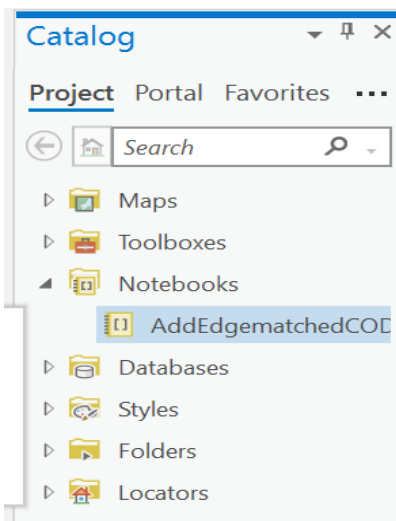 Catalog
Project Portal Favorites
Search
Maps
Toolboxes
Notebooks
AddEdgematchedCOD
Databases
Styles
Folders
Locators